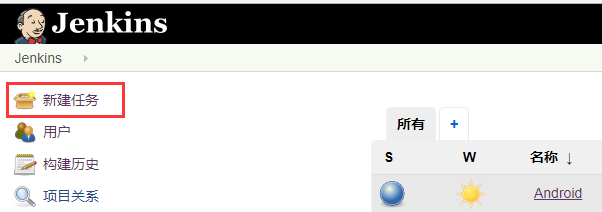 Jenkins
Jenkins
新建任务
用户
构建历史
项目关系
所有 +
S W 名称 ↓
Android